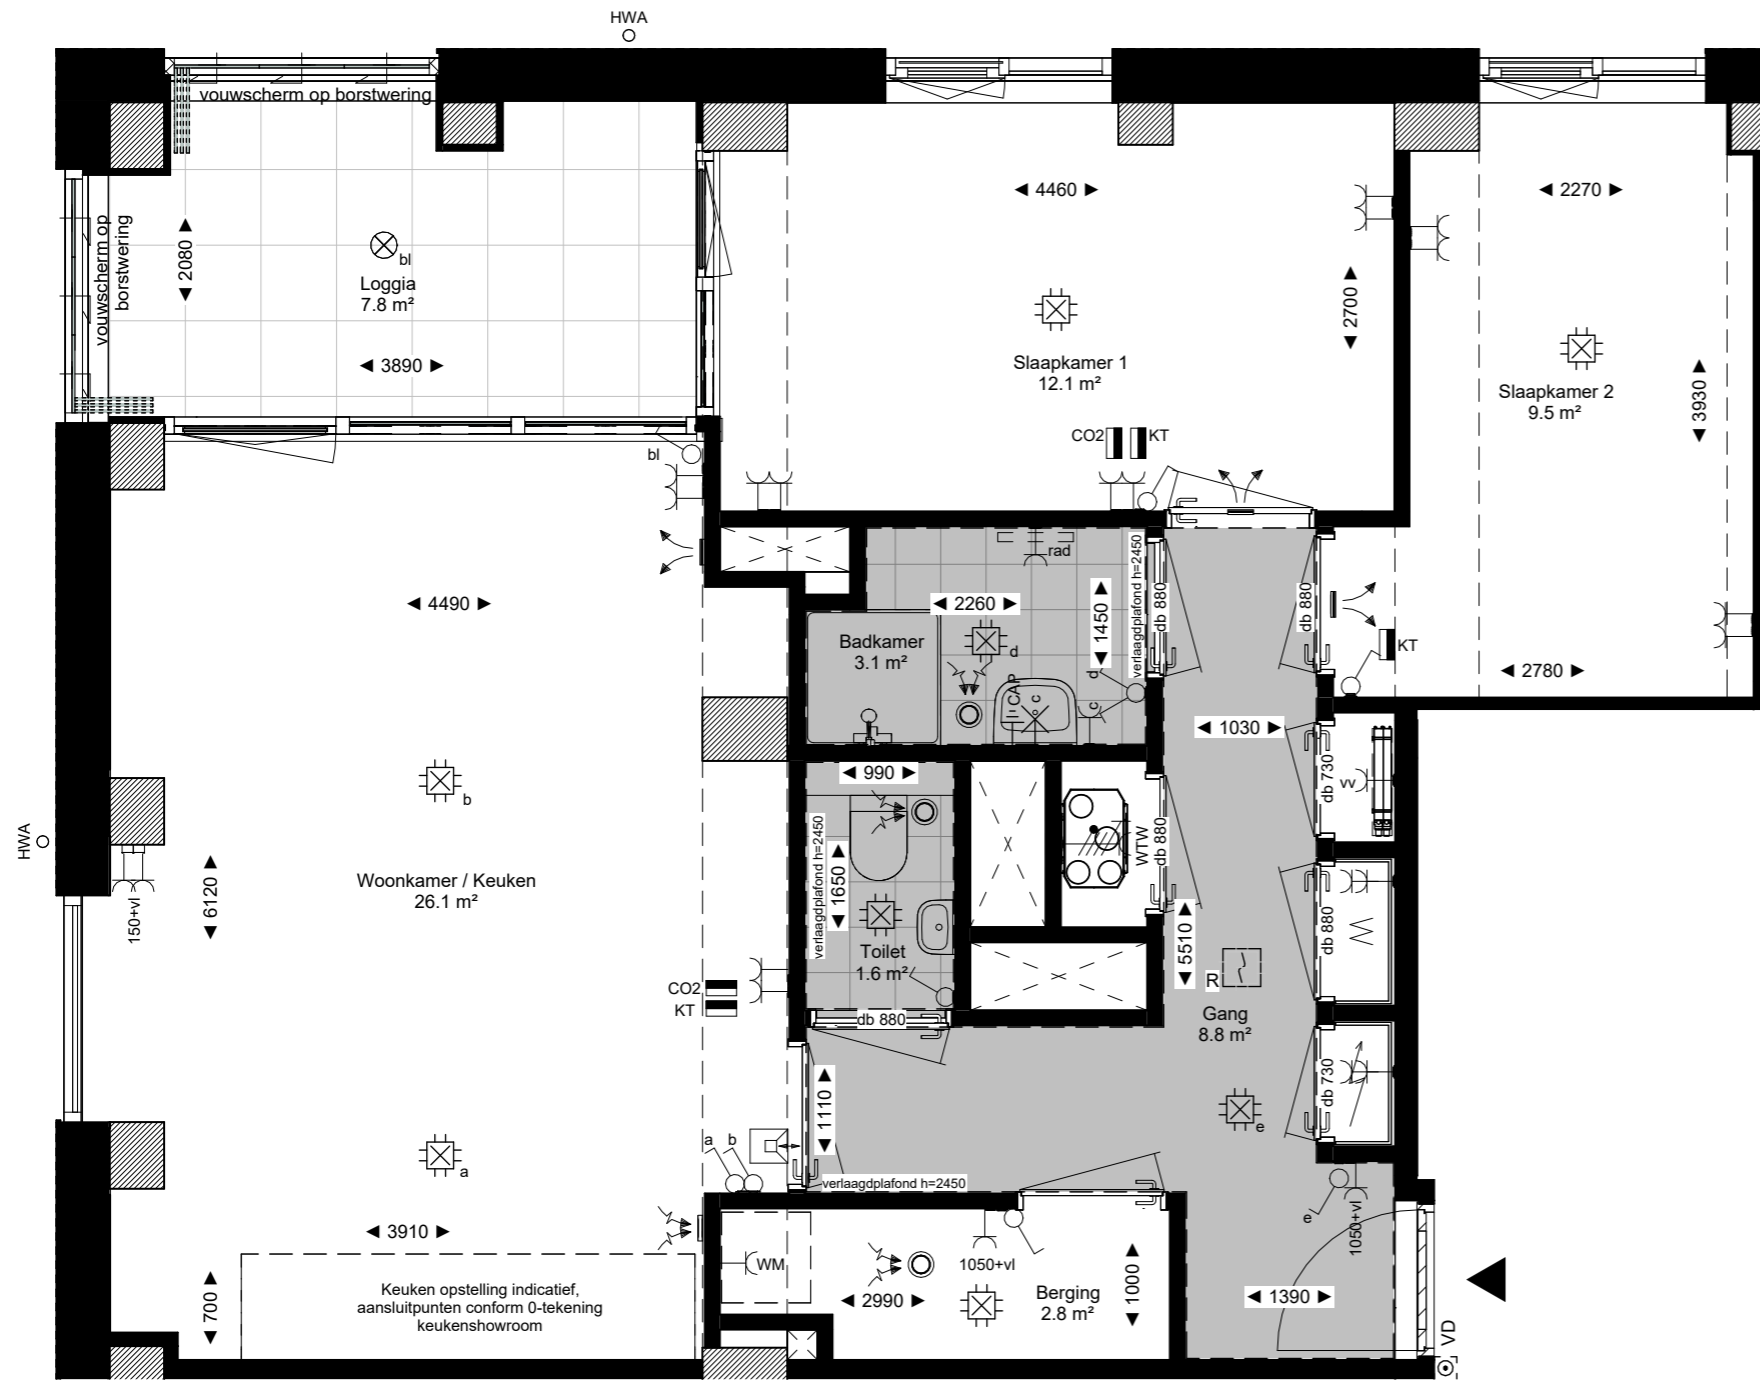 HWA
vouwscherm op borstwering
vouwscherm op
borstwering
◄ 2080 ►
bl
Loggia
7.8 m²
◄ 3890 ►
bl
◄ 4460 ►
◄ 2700 ►
Slaapkamer 1
12.1 m²
CO2
KT
◄ 2270 ►
Slaapkamer 2
9.5 m²
◄ 3930 ►
KT
◄ 2780 ►
◄ 4490 ►
rad
◄ 2260 ►
◄ 1450 ►
verlaagdplafond h=2450
db 880
db 880
Badkamer
3.1 m²
d
d
CAP
c
c
◄ 1030 ►
db 730
vv
HWA
b
150+vl
◄ 6120 ►
Woonkamer / Keuken
26.1 m²
CO2
KT
◄ 990 ►
verlaagdplafond h=2450
◄ 1650 ►
Toilet
1.6 m²
db 880
WTW
db 880
◄ 5510 ►
R
Gang
8.8 m²
db 880
W
db 730
e
◄ 1110 ►
a
b
a
verlaagdplafond h=2450
e
1050+vl
◄ 3910 ►
◄ 700 ►
Keuken opstelling indicatief,
aansluitpunten conform 0-tekening
keukenshowroom
WM
1050+vl
◄ 2990 ►
Berging
2.8 m²
◄ 1000 ►
◄ 1390 ►
VD